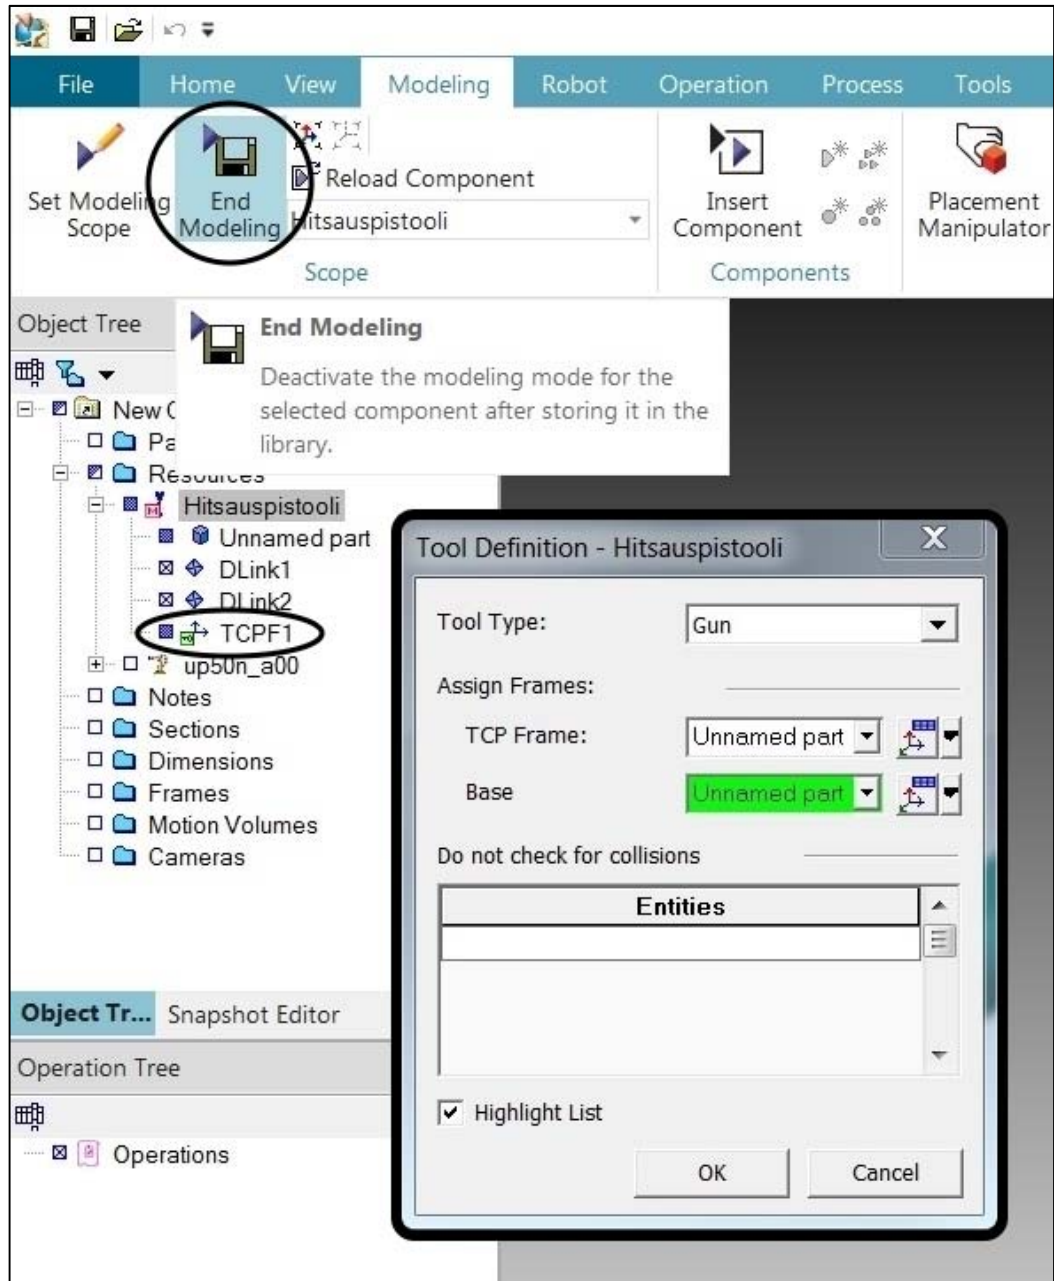 File Home View Modeling Robot Operation Process Tools
Set Modeling Scope
End Modeling
Reload Component
Hitsauspistooli
Scope
Insert Component
Components
Placement Manipulator
Object Tree
End Modeling
Deactivate the modeling mode for the
selected component after storing it in the
library.
New
Resources
Hitsauspistooli
Unnamed part
DLink1
DLink2
TCPF1
up50n_a00
Notes
Sections
Dimensions
Frames
Motion Volumes
Cameras
Object Tr... Snapshot Editor
Operation Tree
Operations
Tool Definition - Hitsauspistooli
Tool Type: Gun
Assign Frames:
TCP Frame: Unnamed part
Base Unnamed part
Do not check for collisions
Entities
Highlight List
OK Cancel